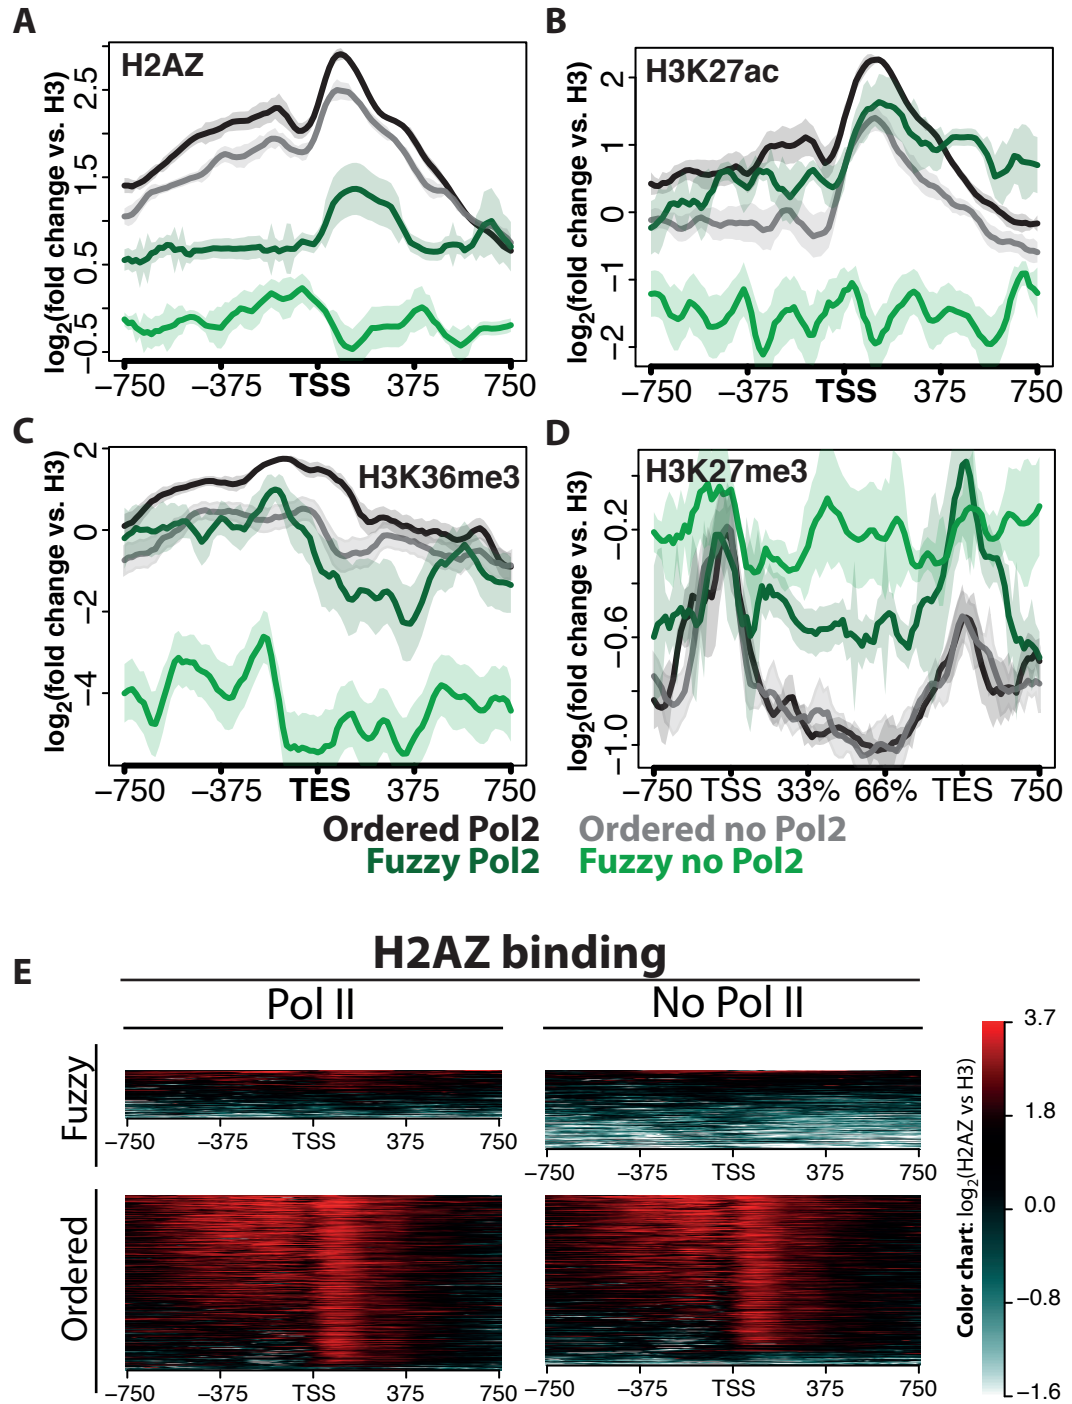 A
H2AZ
log2(fold change vs. H3)
2.5
1.5
0.5
−0.5
−750 −375 TSS 375 750
B
H3K27ac
log2(fold change vs. H3)
2
1
0
−1
−2
−750 −375 TSS 375 750
C
H3K36me3
log2(fold change vs. H3)
2
0
−2
−4
−750 −375 TES 375 750
D
H3K27me3
log2(fold change vs. H3)
−0.2
−0.6
−1.0
−750 TSS 33% 66% TES 750
Ordered Pol2 Ordered no Pol2
Fuzzy Pol2 Fuzzy no Pol2
E
H2AZ binding
Pol II No Pol II
Fuzzy
−750 −375 TSS 375 750
−750 −375 TSS 375 750
Ordered
−750 −375 TSS 375 750
−750 −375 TSS 375 750
Color chart: log2(H2AZ vs H3)
3.7
1.8
0.0
−0.8
−1.6